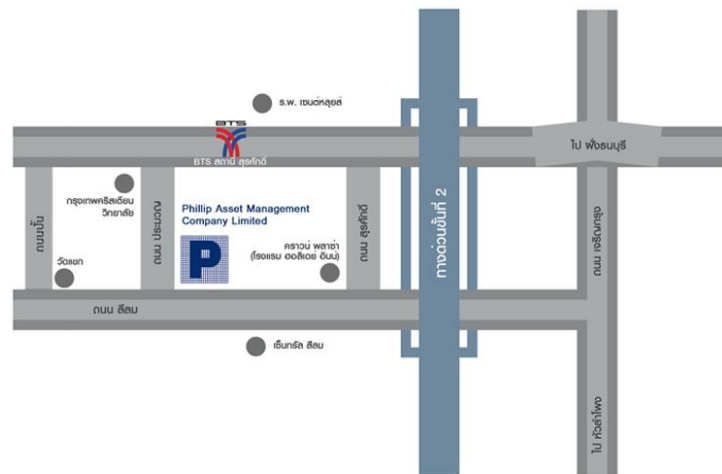 ร.พ. เซนต์หลุยส์
BTS
BTS สถานี สุรศักดิ์
ไป ฝั่งธนบุรี
กรุงเทพคริสเตียน
วิทยาลัย
Phillip Asset Management
Company Limited
P
ถนนปั้น
ถนน ประมวญ
ถนน สุรศักดิ์
ทางด่วนขั้นที่ 2
ถนน เจริญกรุง
วัดแขก
คราวน์ พลาซ่า
(โรงแรม ฮอลิเดย์ อินน์)
ถนน สีลม
เซ็นทรัล สีลม
ไป หัวลำโพง